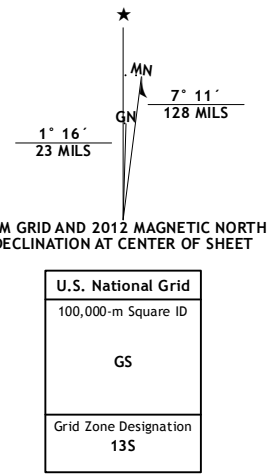 ★
MN
GN
7° 11´
128 MILS
1° 16´
23 MILS
M GRID AND 2012 MAGNETIC NORTH
DECLINATION AT CENTER OF SHEET
U.S. National Grid
100,000-m Square ID
GS
Grid Zone Designation
13S